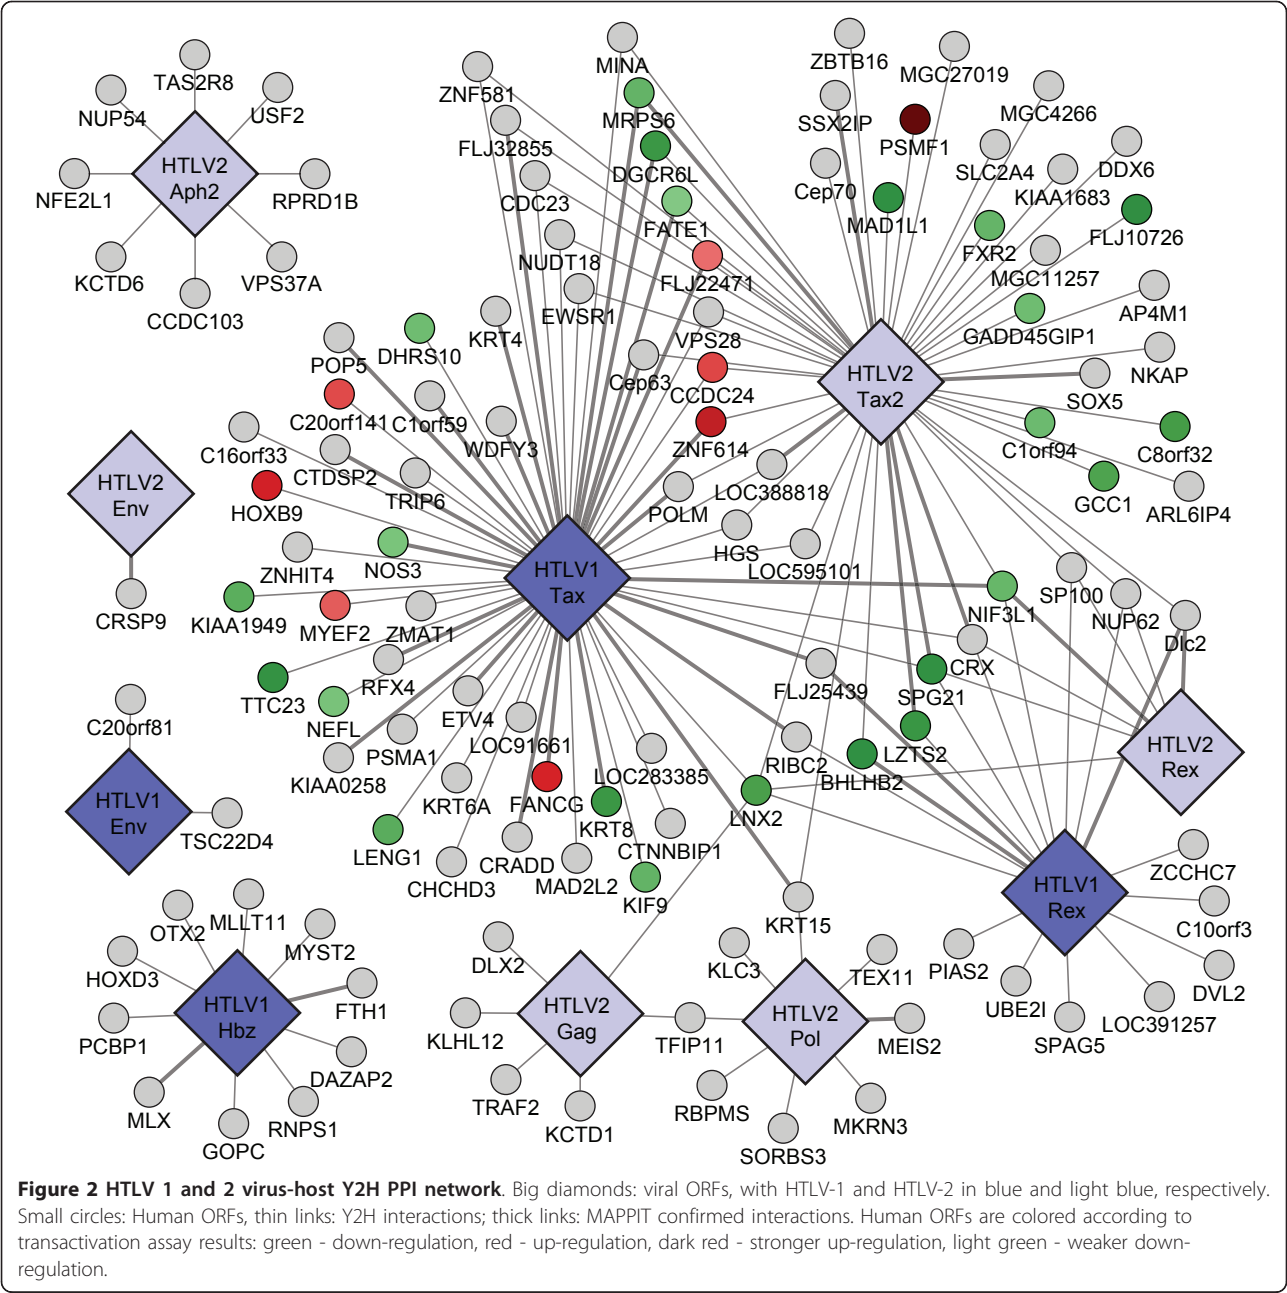 TAS2R8
NUP54
USF2
HTLV2
Aph2
NFE2L1
RPRD1B
KCTD6
VPS37A
CCDC103
MINA
ZNF581
MRPS6
FLJ32855
DGCR6L
CDC23
FATE1
NUDT18
FLJ22471
EWSR1
VPS28
KRT4
DHRS10
POP5
Cep63
CCDC24
C20orf141
C1orf59
ZNF614
WDFY3
C16orf33
CTDSP2
TRIP6
HOXB9
POLM
LOC388818
HGS
LOC595101
ZBTB16
MGC27019
SSX2IP
PSMF1
MGC4266
Cep70
SLC2A4
DDX6
MAD1L1
KIAA1683
FXR2
FLJ10726
MGC11257
GADD45GIP1
AP4M1
HTLV2
Tax2
NKAP
SOX5
C1orf94
C8orf32
GCC1
ARL6IP4
HTLV2
Env
CRSP9
ZNHIT4
NOS3
HTLV1
Tax
KIAA1949
MYEF2
ZMAT1
RFX4
TTC23
NEFL
ETV4
PSMA1
LOC91661
KIAA0258
KRT6A
FANCG
LOC283385
KRT8
LENG1
CTNNBIP1
CRADD
CHCHD3
MAD2L2
KIF9
NIF3L1
SP100
NUP62
Dlc2
CRX
FLJ25439
SPG21
LZTS2
RIBC2
BHLHB2
LNX2
HTLV2
Rex
C20orf81
HTLV1
Env
TSC22D4
HTLV1
Rex
ZCCHC7
C10orf3
PIAS2
DVL2
UBE2I
LOC391257
SPAG5
MLLT11
OTX2
MYST2
HOXD3
HTLV1
Hbz
FTH1
PCBP1
DAZAP2
MLX
RNPS1
GOPC
KRT15
DLX2
KLC3
TEX11
HTLV2
Gag
HTLV2
Pol
KLHL12
TFIP11
MEIS2
TRAF2
RBPMS
KCTD1
MKRN3
SORBS3
Figure 2 HTLV 1 and 2 virus-host Y2H PPI network. Big diamonds: viral ORFs, with HTLV-1 and HTLV-2 in blue and light blue, respectively.
Small circles: Human ORFs, thin links: Y2H interactions; thick links: MAPPIT confirmed interactions. Human ORFs are colored according to
transactivation assay results: green - down-regulation, red - up-regulation, dark red - stronger up-regulation, light green - weaker down-
regulation.